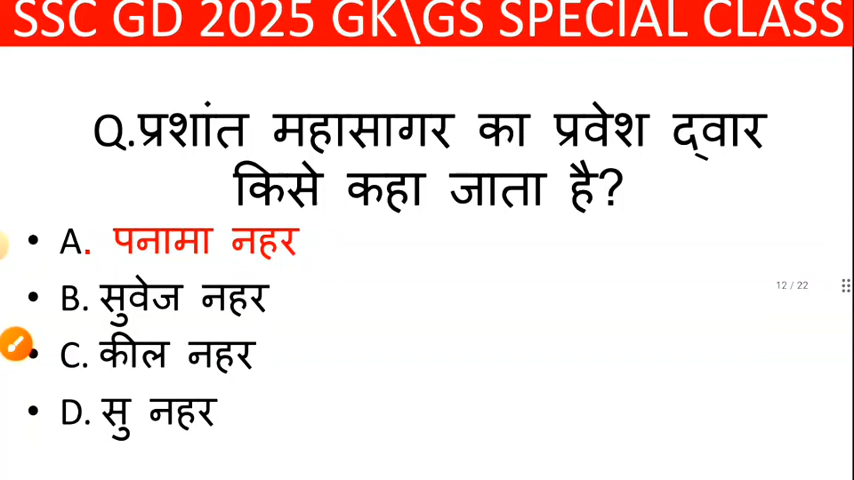 SSC GD 2025 GK\GS SPECIAL CLASS
Q.प्रशांत महासागर का प्रवेश द्वार
किसे कहा जाता है?
• A. पनामा नहर
• B. सुवेज नहर
12 / 22
• C. कील नहर
• D. सु नहर